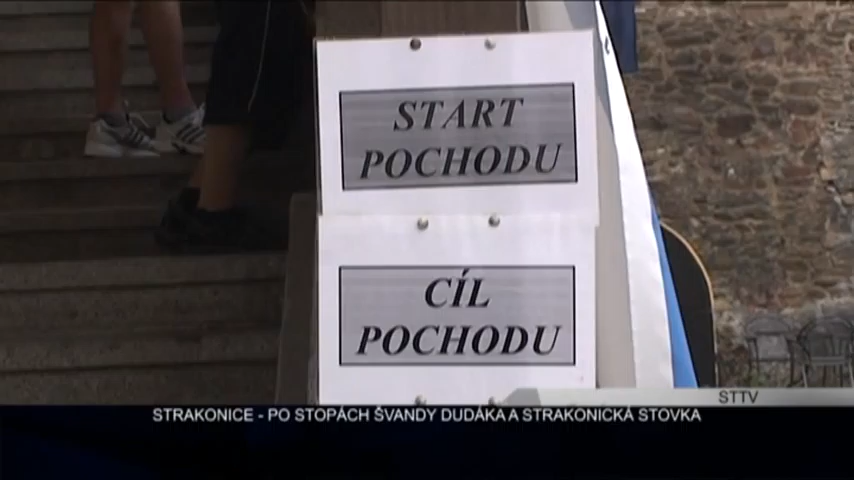 START
POCHODU
CÍL
POCHODU
STTV
STRAKONICE - PO STOPÁCH ŠVANDY DUDÁKA A STRAKONICKÁ STOVKA